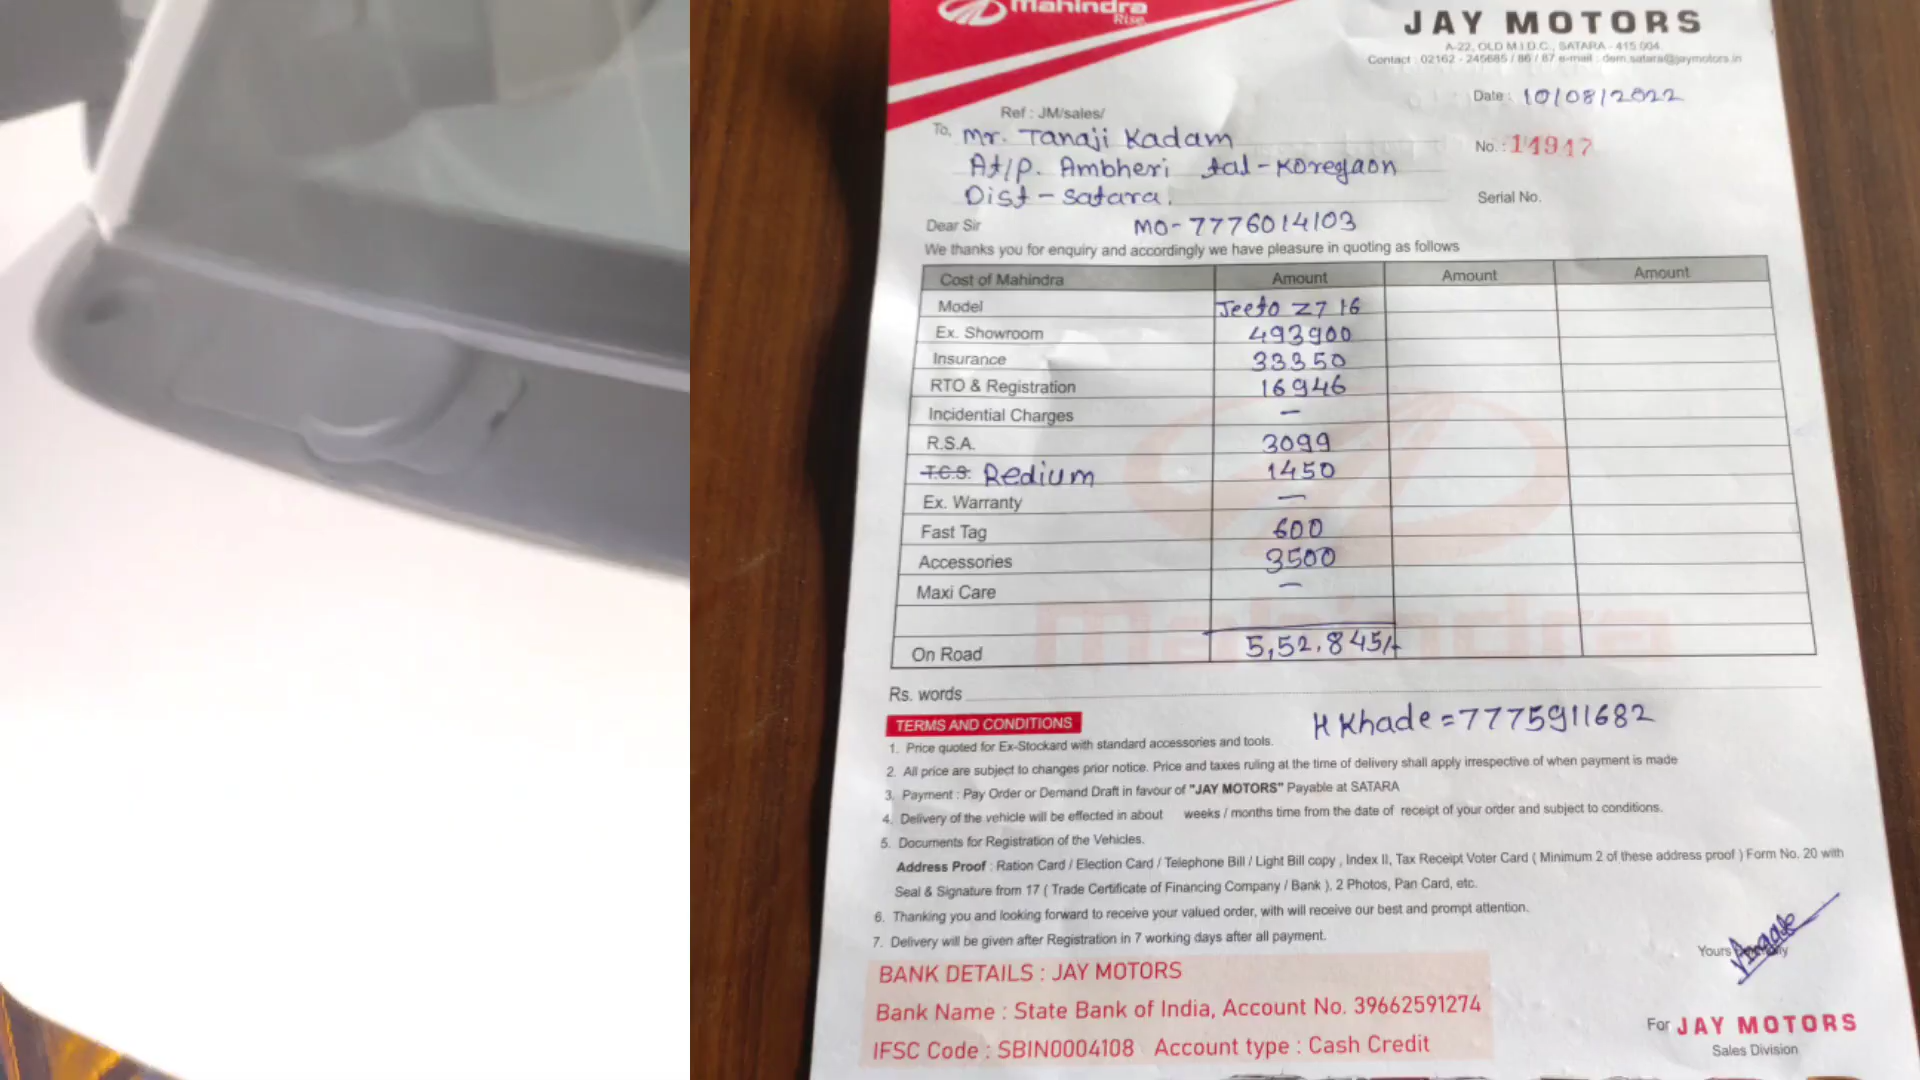 mahindra
Rise.
JAY MOTORS
A-22, OLD M.I.D.C., SATARA - 415 004.
Contact : 02162 - 245685 / 86 / 87 e-mail : dsm.satara@jaymotors.in
Date : 10/08/2022
Ref : JM/sales/
To, Mr. Tanaji Kadam
No. : 14947
At/p. Ambheri tal-Koregaon
Dist - Satara.
Serial No.
Dear Sir MO- 7776014103
We thanks you for enquiry and accordingly we have pleasure in quoting as follows
Cost of Mahindra Amount Amount Amount
Model Jeeto Z7 16
Ex. Showroom 493900
Insurance 33350
RTO & Registration 16946
Incidential Charges —
R.S.A. 3099
T.C.S. Redium 1450
Ex. Warranty —
Fast Tag 600
Accessories 3500
Maxi Care —
On Road 5,52,845/-
Rs. words
TERMS AND CONDITIONS
H Khade = 7775911682
1. Price quoted for Ex-Stockard with standard accessories and tools.
2. All price are subject to changes prior notice. Price and taxes ruling at the time of delivery shall apply irrespective of when payment is made
3. Payment : Pay Order or Demand Draft in favour of "JAY MOTORS" Payable at SATARA
4. Delivery of the vehicle will be effected in about weeks / months time from the date of receipt of your order and subject to conditions.
5. Documents for Registration of the Vehicles.
Address Proof : Ration Card / Election Card / Telephone Bill / Light Bill copy , Index II, Tax Receipt Voter Card ( Minimum 2 of these address proof ) Form No. 20 with
Seal & Signature from 17 ( Trade Certificate of Financing Company / Bank ), 2 Photos, Pan Card, etc.
6. Thanking you and looking forward to receive your valued order, with will receive our best and prompt attention.
7. Delivery will be given after Registration in 7 working days after all payment.
Yours
BANK DETAILS : JAY MOTORS
Bank Name : State Bank of India, Account No. 39662591274
IFSC Code : SBIN0004108 Account type : Cash Credit
For JAY MOTORS
Sales Division